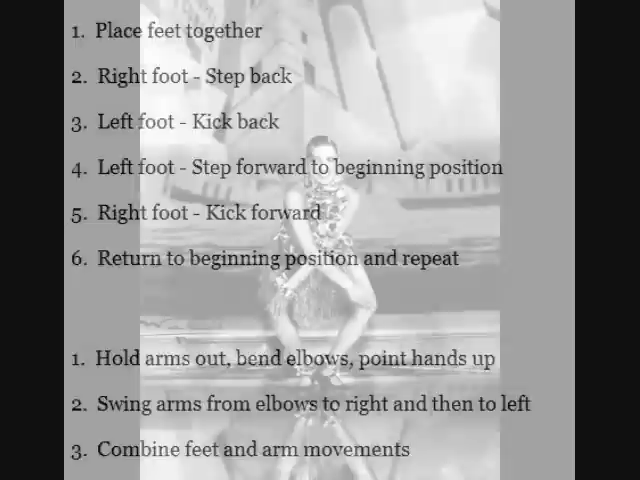 1. Place feet together
2. Right foot - Step back
3. Left foot - Kick back
4. Left foot - Step forward to beginning position
5. Right foot - Kick forward
6. Return to beginning position and repeat
1. Hold arms out, bend elbows, point hands up
2. Swing arms from elbows to right and then to left
3. Combine feet and arm movements